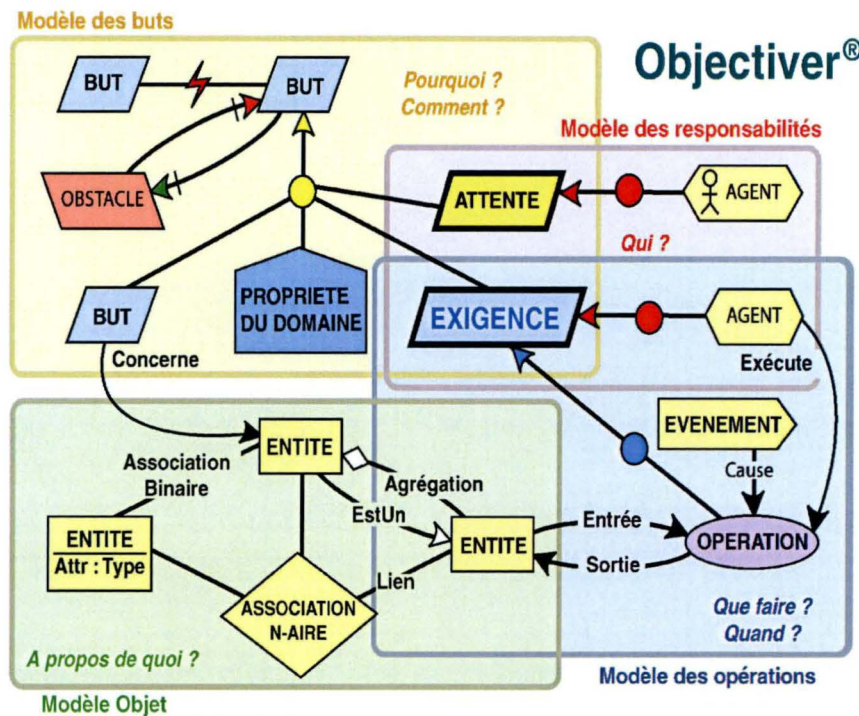 Modèle des buts
Objectiver®
BUT
BUT
Pourquoi ?
Comment ?
Modèle des responsabilités
OBSTACLE
ATTENTE
AGENT
Qui ?
BUT
PROPRIETE
DU DOMAINE
EXIGENCE
AGENT
Concerne
Exécute
EVENEMENT
ENTITE
Association
Binaire
Agrégation
Cause
EstUn
ENTITE
Attr : Type
ENTITE
Entrée
OPERATION
Sortie
Lien
ASSOCIATION
N-AIRE
Que faire ?
Quand ?
A propos de quoi ?
Modèle des opérations
Modèle Objet